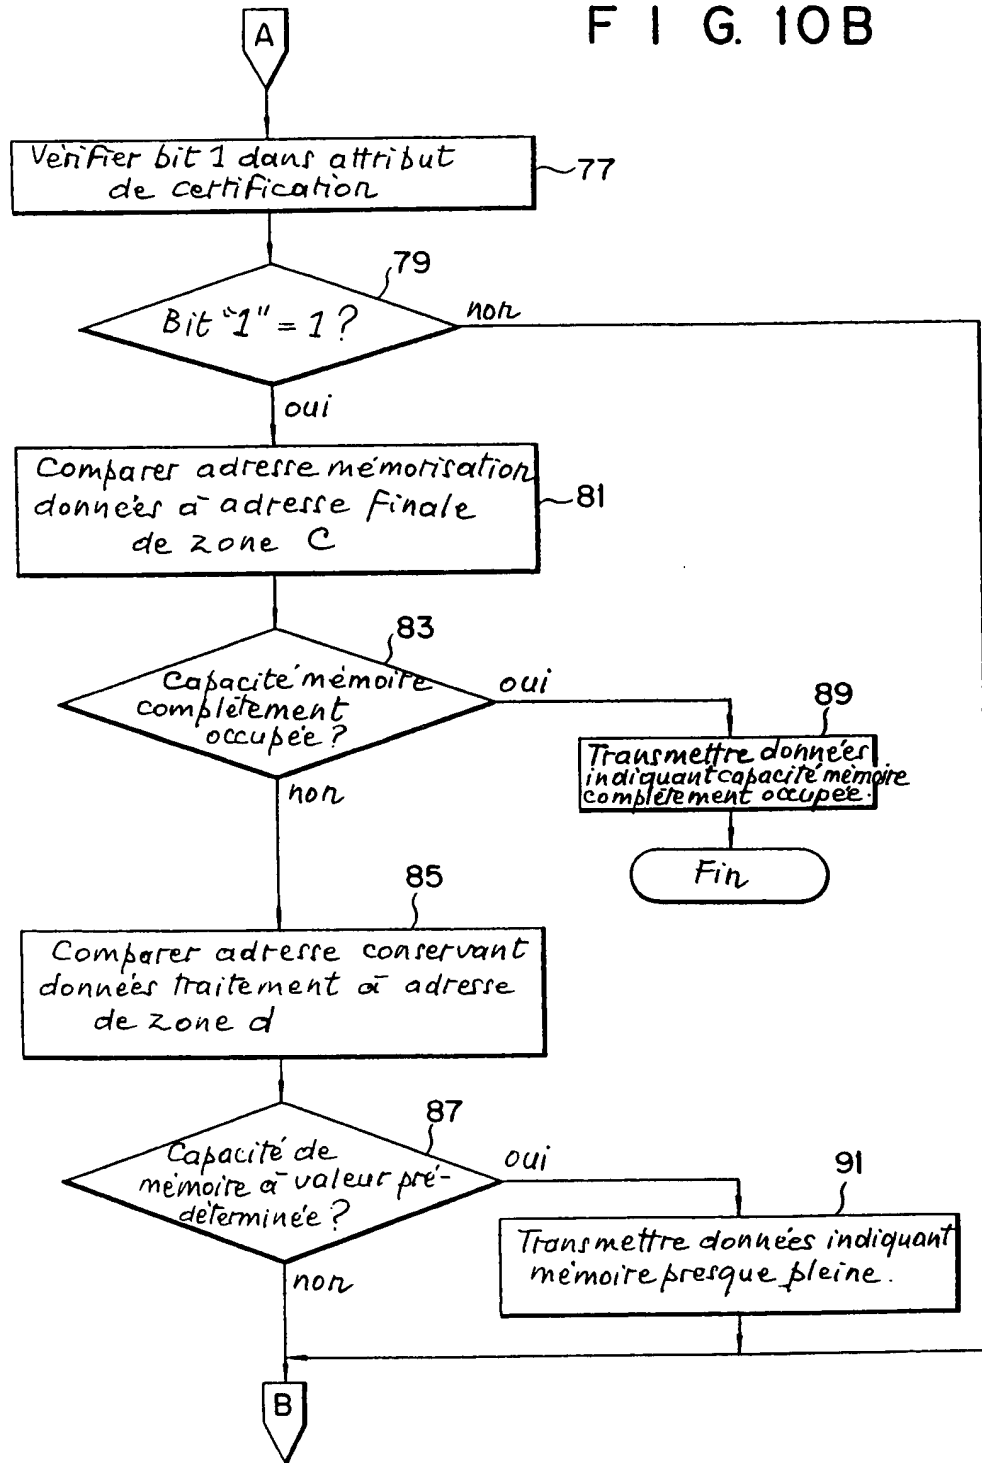 F I G. 10B
A
Vérifier bit 1 dans attribut
de certification
77
79
Bit "1" = 1 ?
non
oui
Comparer adresse mémorisation
données à adresse finale
de zone C
81
83
Capacité mémoire
complètement
occupée ?
oui
non
89
Transmettre données
indiquant capacité mémoire
complètement occupée.
Fin
85
Comparer adresse conservant
données traitement à adresse
de zone d
87
Capacité de
mémoire à valeur pré-
déterminée ?
oui
non
91
Transmettre données indiquant
mémoire presque pleine.
B